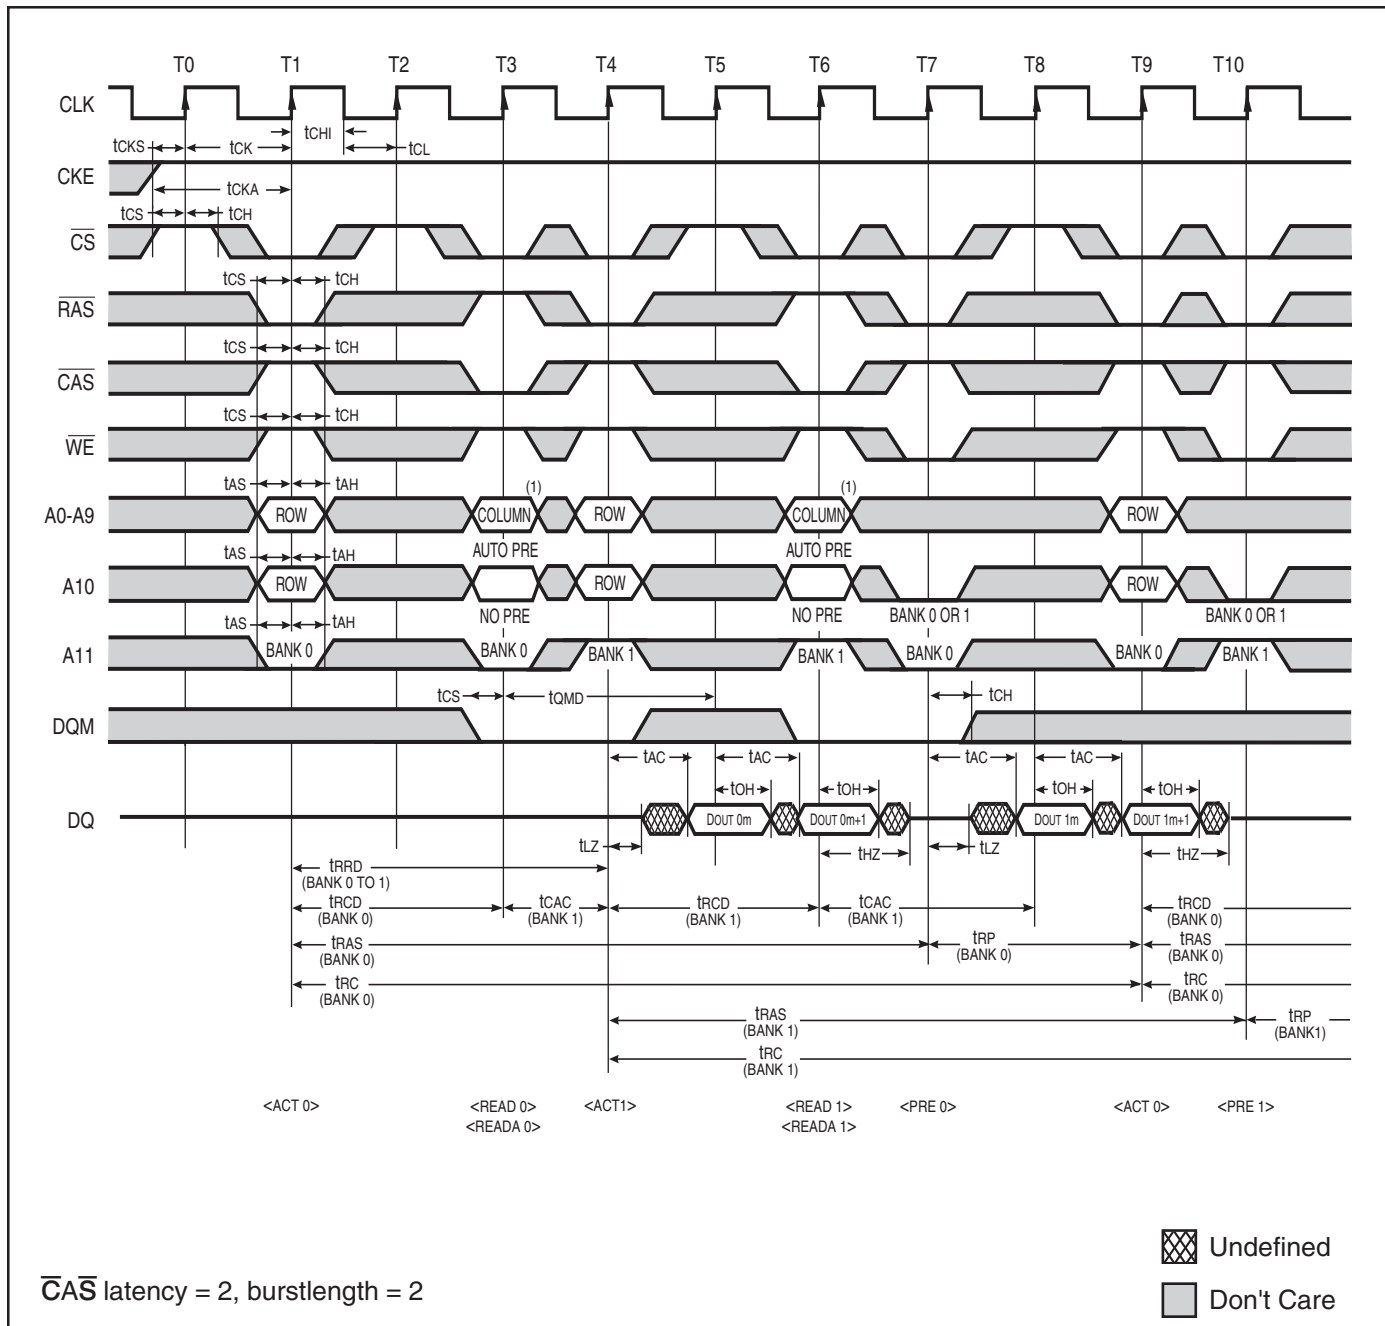 T0 T1 T2 T3 T4 T5 T6 T7 T8 T9 T10
CLK
tCHI
tCKS tCK tCL
CKE
tCKA
tCS tCH
CS
tCS tCH
RAS
tCS tCH
CAS
tCS tCH
WE
tAS tAH (1) (1)
A0-A9 ROW COLUMN ROW COLUMN ROW
AUTO PRE AUTO PRE
tAS tAH
A10 ROW ROW ROW
NO PRE NO PRE BANK 0 OR 1 BANK 0 OR 1
tAS tAH
A11 BANK 0 BANK 0 BANK 1 BANK 1 BANK 0 BANK 0 BANK 1
tCS tQMD tCH
DQM
tAC tAC tAC tAC
tOH tOH tOH tOH
DQ DOUT 0m DOUT 0m+1 DOUT 1m DOUT 1m+1
tLZ tHZ tLZ tHZ
tRRD
(BANK 0 TO 1)
tRCD tCAC tRCD tCAC tRCD
(BANK 0) (BANK 1) (BANK 1) (BANK 1) (BANK 0)
tRAS tRP tRAS
(BANK 0) (BANK 0) (BANK 0)
tRC tRC
(BANK 0) (BANK 0)
tRAS tRP
(BANK 1) (BANK1)
tRC
(BANK 1)
<ACT 0> <READ 0> <ACT1> <READ 1> <PRE 0> <ACT 0> <PRE 1>
<READA 0> <READA 1>
Undefined
CAS latency = 2, burstlength = 2
Don't Care